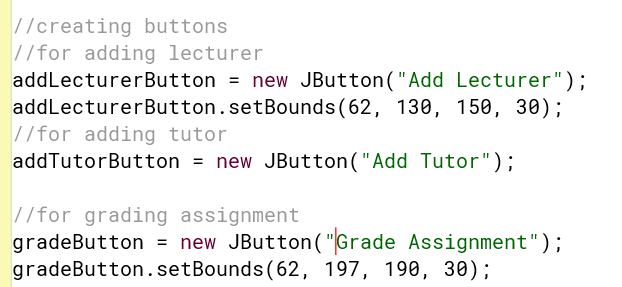 //creating buttons
//for adding lecturer
addLecturerButton = new JButton("Add Lecturer");
addLecturerButton.setBounds(62, 130, 150, 30);
//for adding tutor
addTutorButton = new JButton("Add Tutor");
//for grading assignment
gradeButton = new JButton("Grade Assignment");
gradeButton.setBounds(62, 197, 190, 30);